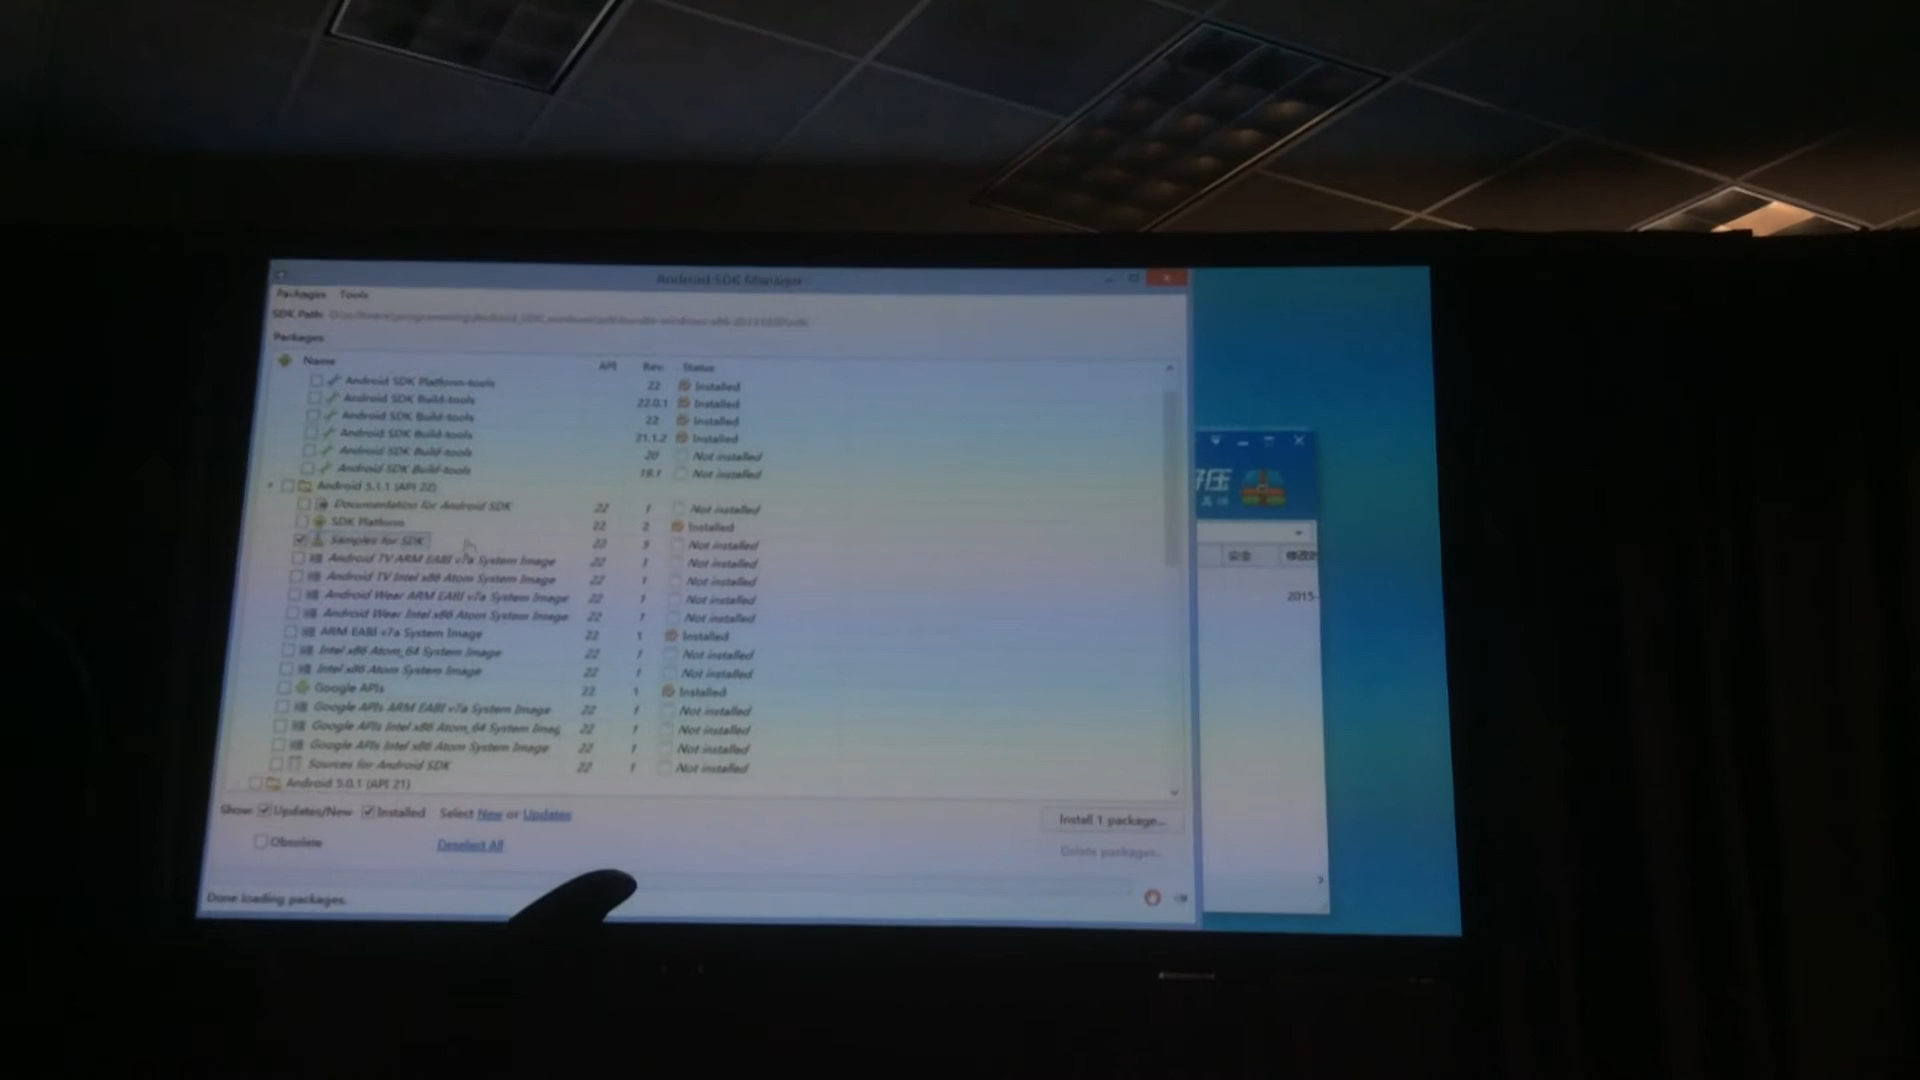 Android SDK Manager
Packages Tools
SDK Path:
Packages
Name API Rev. Status
Android SDK Platform-tools 22 Installed
Android SDK Build-tools 22.0.1 Installed
Android SDK Build-tools 22 Installed
Android SDK Build-tools 21.1.2 Installed
Android SDK Build-tools 20 Not installed
Android SDK Build-tools 19.1 Not installed
Android 5.1.1 (API 22)
Documentation for Android SDK 22 1 Not installed
SDK Platform 22 2 Installed
Samples for SDK 22 Not installed
Android TV ARM EABI v7a System Image 22 1 Not installed
Android TV Intel x86 Atom System Image 22 1 Not installed
Android Wear ARM EABI v7a System Image 22 1 Not installed
Android Wear Intel x86 Atom System Image 22 1 Not installed
ARM EABI v7a System Image 22 1 Installed
Intel x86 Atom_64 System Image 22 1 Not installed
Intel x86 Atom System Image 22 1 Not installed
Google APIs 22 1 Installed
Google APIs ARM EABI v7a System Image 22 1 Not installed
Google APIs Intel x86 Atom_64 System Imag 22 1 Not installed
Google APIs Intel x86 Atom System Image 22 1 Not installed
Sources for Android SDK 22 1 Not installed
Android 5.0.1 (API 21)
Show: Updates/New Installed Select New or Updates Install 1 package...
Obsolete Deselect All Delete packages...
Done loading packages.
压
安全 修改时
2015-